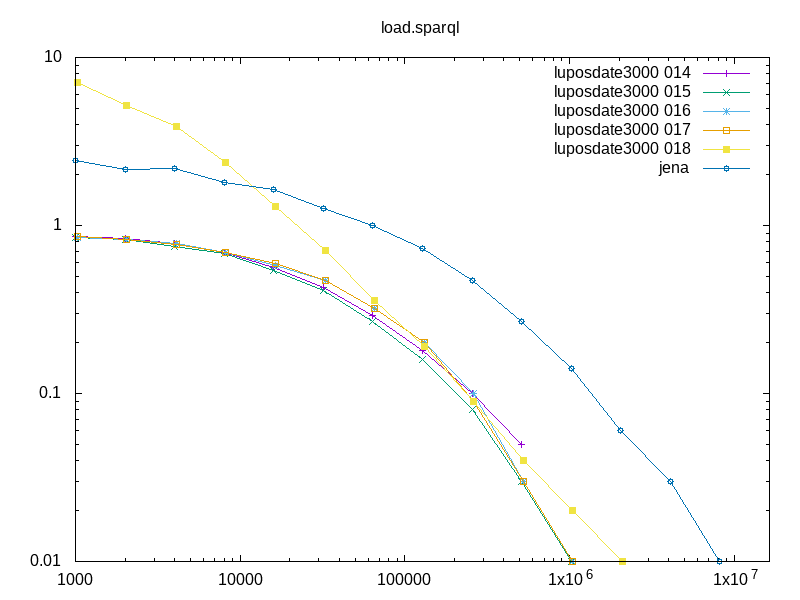 load.sparql
10
1
0.1
0.01
luposdate3000 014
luposdate3000 015
luposdate3000 016
luposdate3000 017
luposdate3000 018
jena
1000 10000 100000 1x10^6 1x10^7